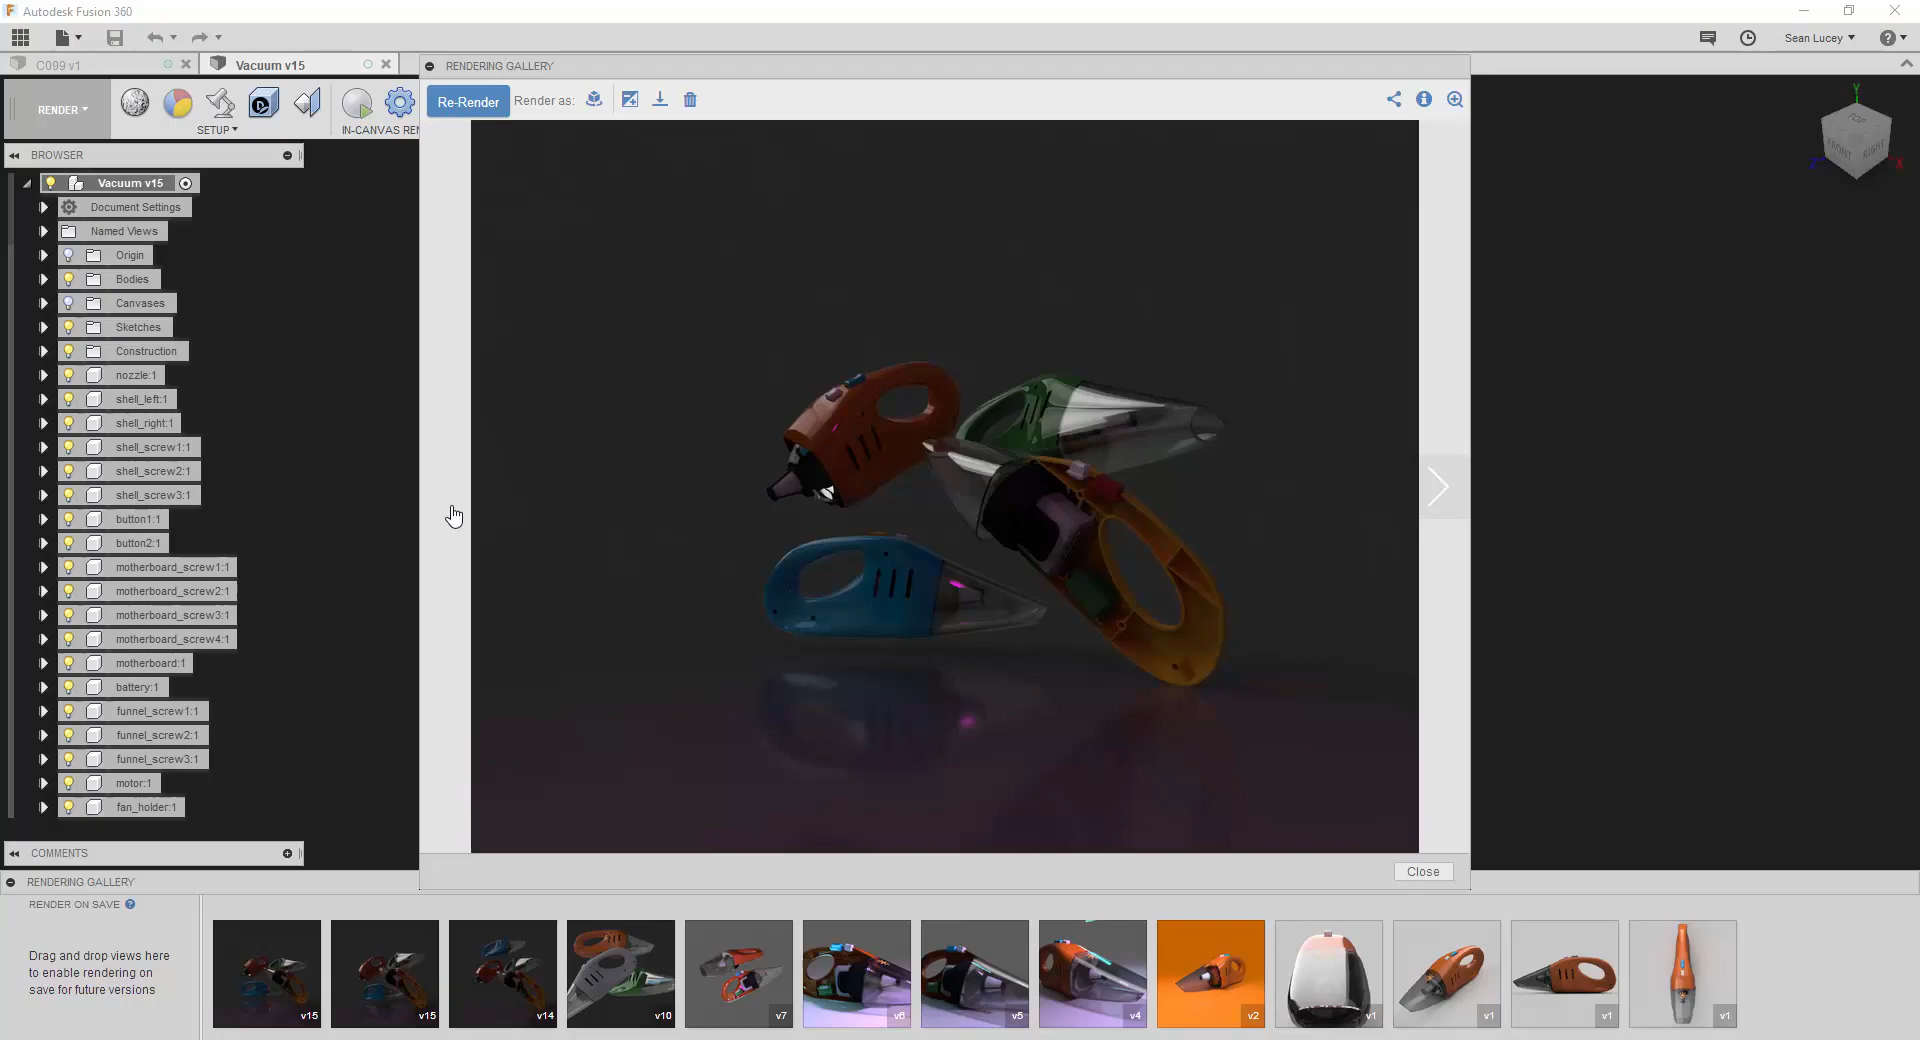 Autodesk Fusion 360
Sean Lucey
C099 v1
Vacuum v15
RENDERING GALLERY
RENDER
SETUP
IN-CANVAS REN
Re-Render
Render as:
TOP
FRONT
RIGHT
Y
Z
X
BROWSER
Vacuum v15
Document Settings
Named Views
Origin
Bodies
Canvases
Sketches
Construction
nozzle:1
shell_left:1
shell_right:1
shell_screw1:1
shell_screw2:1
shell_screw3:1
button1:1
button2:1
motherboard_screw1:1
motherboard_screw2:1
motherboard_screw3:1
motherboard_screw4:1
motherboard:1
battery:1
funnel_screw1:1
funnel_screw2:1
funnel_screw3:1
motor:1
fan_holder:1
COMMENTS
Close
RENDERING GALLERY
RENDER ON SAVE
Drag and drop views here
to enable rendering on
save for future versions
v15
v15
v14
v10
v7
v6
v5
v4
v2
v1
v1
v1
v1